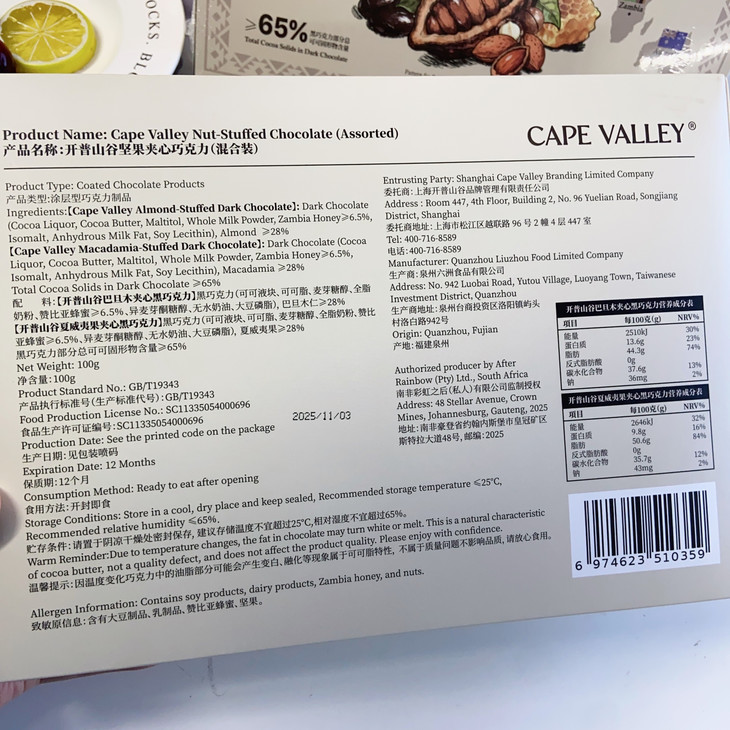 OCKS. BL
≥65% 黑巧克力部分总可可固形物含量
Total Cocoa Solids in Dark Chocolate
Zambia
Product Name: Cape Valley Nut-Stuffed Chocolate (Assorted)
产品名称:开普山谷坚果夹心巧克力(混合装)
CAPE VALLEY®
Product Type: Coated Chocolate Products
产品类型:涂层型巧克力制品
Ingredients:【Cape Valley Almond-Stuffed Dark Chocolate】: Dark Chocolate
(Cocoa Liquor, Cocoa Butter, Maltitol, Whole Milk Powder, Zambia Honey≥6.5%,
Isomalt, Anhydrous Milk Fat, Soy Lecithin), Almond ≥28%
【Cape Valley Macadamia-Stuffed Dark Chocolate】: Dark Chocolate (Cocoa
Liquor, Cocoa Butter, Maltitol, Whole Milk Powder, Zambia Honey≥6.5%,
Isomalt, Anhydrous Milk Fat, Soy Lecithin), Macadamia ≥28%
Total Cocoa Solids in Dark Chocolate ≥65%
配 料:【开普山谷巴旦木夹心黑巧克力】黑巧克力(可可液块、可可脂、麦芽糖醇、全脂
奶粉、赞比亚蜂蜜≥6.5%、异麦芽酮糖醇、无水奶油、大豆磷脂), 巴旦木仁≥28%
【开普山谷夏威夷果夹心黑巧克力】黑巧克力(可可液块、可可脂、麦芽糖醇、全脂奶粉、赞比
亚蜂蜜≥6.5%、异麦芽酮糖醇、无水奶油、大豆磷脂), 夏威夷果≥28%
黑巧克力部分总可可固形物含量≥65%
Net Weight: 100g
净含量:100g
Product Standard No.: GB/T19343
产品执行标准号(生产标准代号):GB/T19343
Food Production License No.: SC11335054000696
食品生产许可证编号:SC11335054000696
Production Date: See the printed code on the package
生产日期:见包装喷码
2025/11/03
Expiration Date: 12 Months
保质期:12个月
Consumption Method: Ready to eat after opening
食用方法:开封即食
Storage Conditions: Store in a cool, dry place and keep sealed, Recommended storage temperature ≤25℃,
Recommended relative humidity ≤65%.
贮存条件:请置于阴凉干燥处密封保存, 建议存储温度不宜超过25℃,相对湿度不宜超过65%。
Warm Reminder:Due to temperature changes, the fat in chocolate may turn white or melt. This is a natural characteristic
of cocoa butter, not a quality defect, and does not affect the product quality. Please enjoy with confidence.
温馨提示:因温度变化巧克力中的油脂部分可能会产生变白、融化等现象属于可可脂特性, 不属于质量问题不影响品质, 请放心食用。
Allergen Information: Contains soy products, dairy products, Zambia honey, and nuts.
致敏原信息:含有大豆制品、乳制品、赞比亚蜂蜜、坚果。
Entrusting Party: Shanghai Cape Valley Branding Limited Company
委托商:上海开普山谷品牌管理有限责任公司
Address : Room 447, 4th Floor, Building 2, No. 96 Yuelian Road, Songjiang
District, Shanghai
委托商地址:上海市松江区越联路 96 号 2 幢 4 层 447 室
Tel: 400-716-8589
电话: 400-716-8589
Manufacturer: Quanzhou Liuzhou Food Limited Company
生产商: 泉州六洲食品有限公司
Address: No. 942 Luobai Road, Yutou Village, Luoyang Town, Taiwanese
Investment District, Quanzhou
生产商地址: 泉州台商投资区洛阳镇屿头
村洛白路942号
Origin: Quanzhou, Fujian
产地: 福建泉州
Authorized producer by After
Rainbow (Pty) Ltd., South Africa
南非彩虹之后(私人)有限公司监制授权
Address: 48 Stellar Avenue, Crown
Mines, Johannesburg, Gauteng, 2025
地址: 南非豪登省约翰内斯堡市皇冠矿区
斯特拉大道48号, 邮编: 2025
开普山谷巴旦木夹心黑巧克力营养成分表
项目 每100克(g) NRV%
能量 2510kJ 30%
蛋白质 13.6g 23%
脂肪 44.3g 74%
反式脂肪酸 0g
碳水化合物 37.6g 13%
钠 36mg 2%
开普山谷夏威夷果夹心黑巧克力营养成分表
项目 每100克(g) NRV%
能量 2646kJ 32%
蛋白质 9.8g 16%
脂肪 50.6g 84%
反式脂肪酸 0g
碳水化合物 35.7g 12%
钠 43mg 2%
6 974623 510359